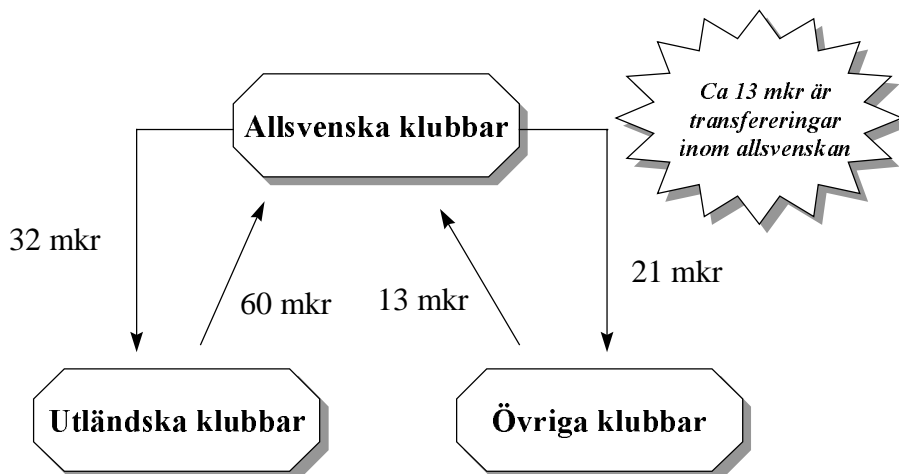 Allsvenska klubbar
Ca 13 mkr är
transfereringar
inom allsvenskan
32 mkr
60 mkr
13 mkr
21 mkr
Utländska klubbar
Övriga klubbar